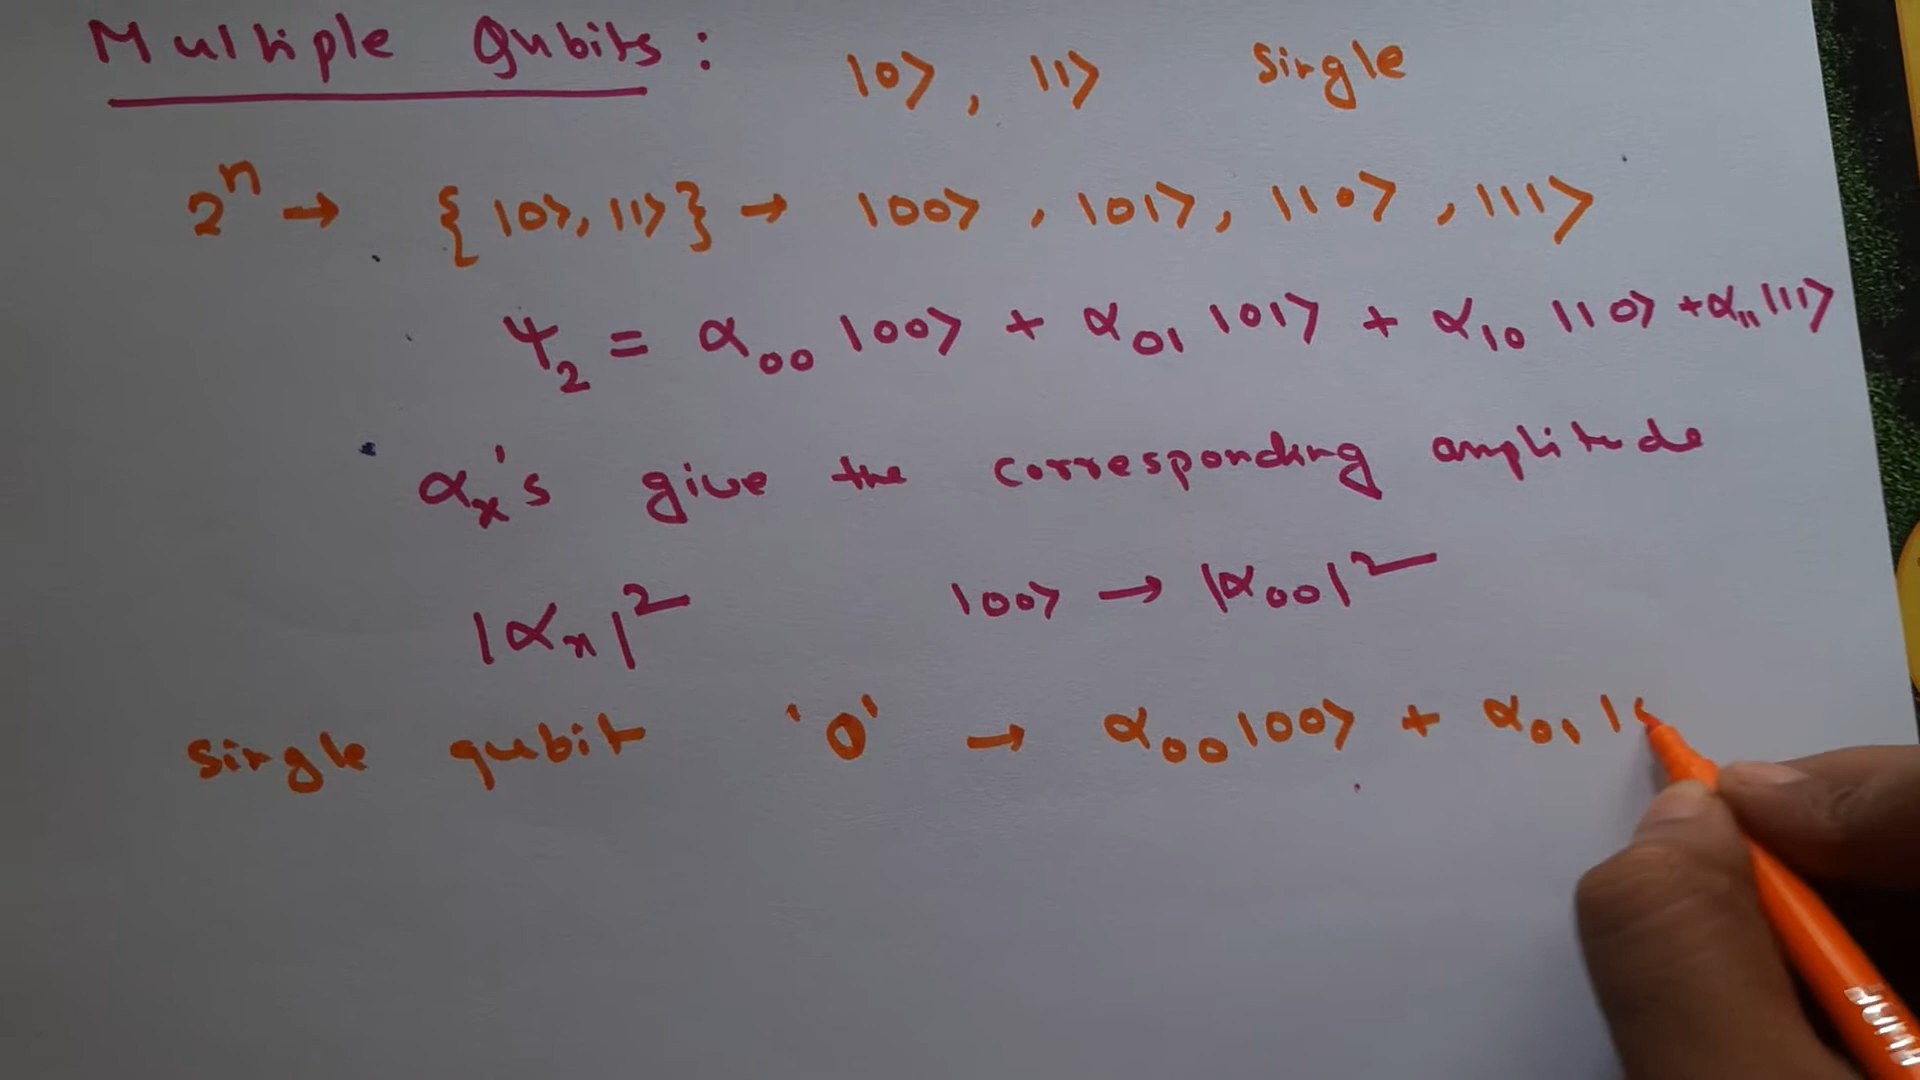 Multiple Qubits : |0⟩ , |1⟩ Single
2ⁿ → { |0⟩, |1⟩ } → |00⟩ , |01⟩ , |10⟩ , |11⟩
Ψ₂ = α₀₀ |00⟩ + α₀₁ |01⟩ + α₁₀ |10⟩ + α₁₁ |11⟩
αₓ's give the corresponding amplitude
|αₓ|² |00⟩ → |α₀₀|²
Single qubit '0' → α₀₀ |00⟩ + α₀₁ |